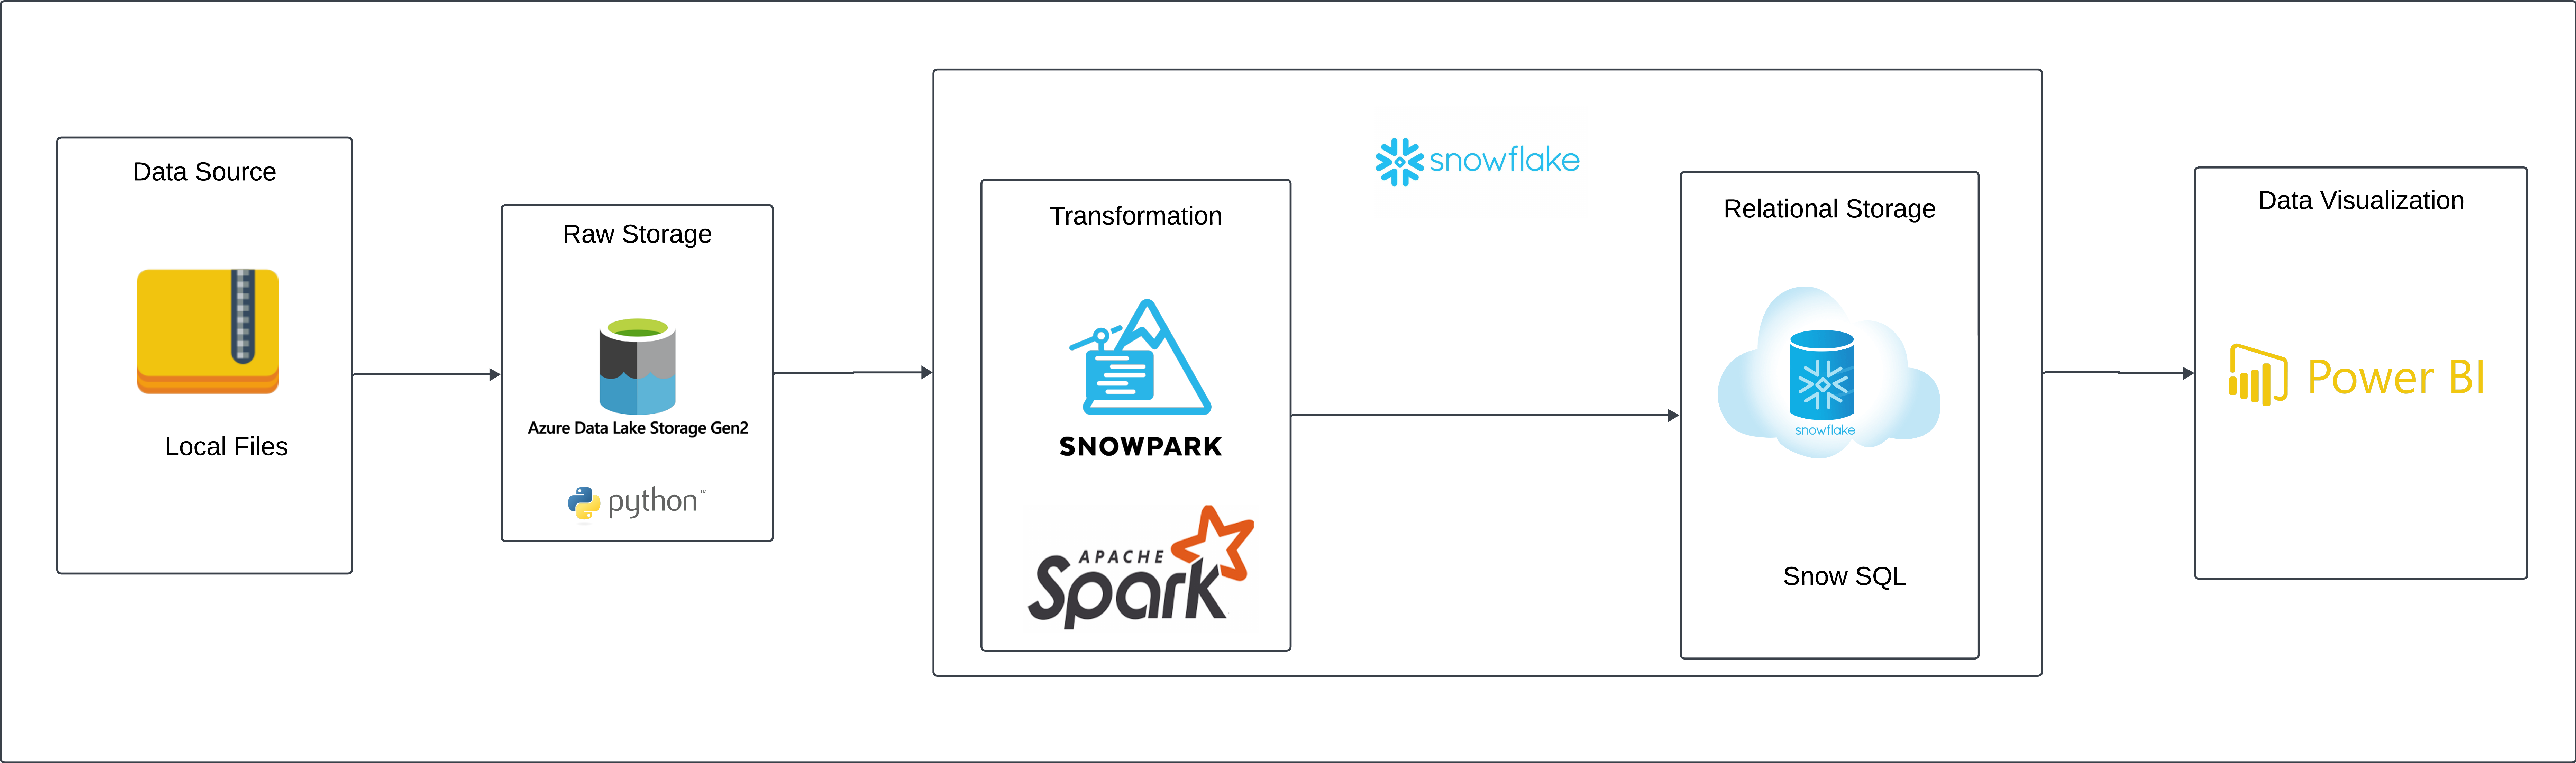 Data Source
Local Files
Raw Storage
Azure Data Lake Storage Gen2
python™
snowflake
Transformation
SNOWPARK
APACHE
Spark
Relational Storage
snowflake
Snow SQL
Data Visualization
Power BI